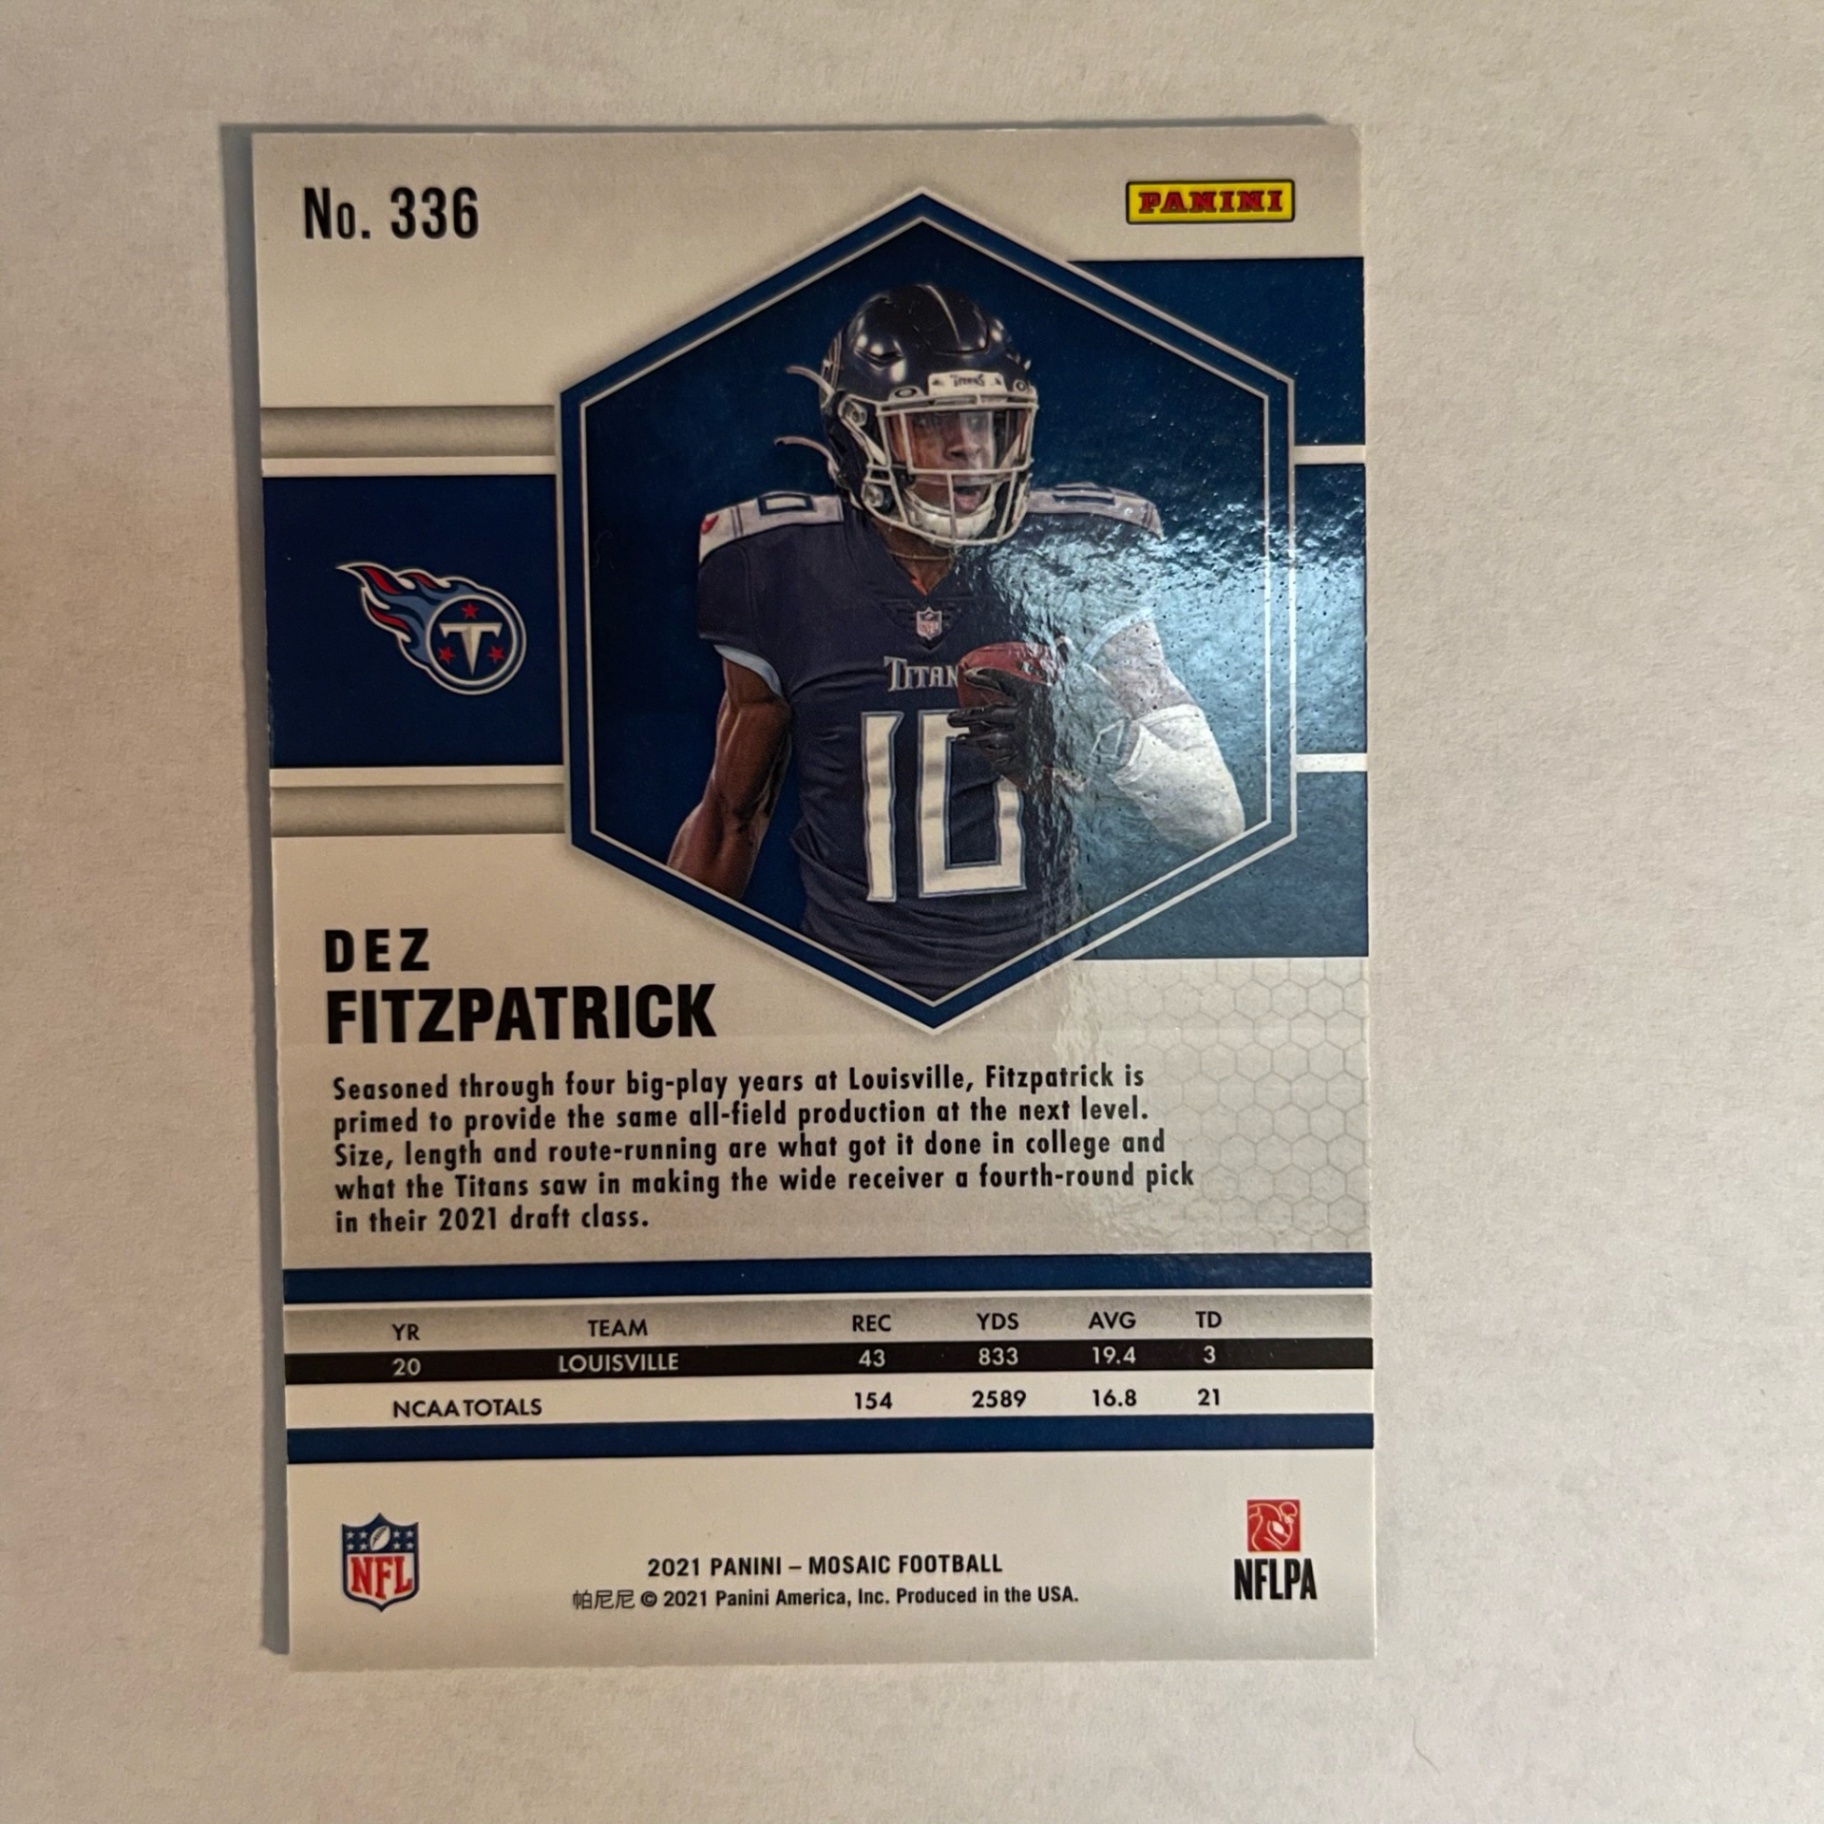 No. 336
PANINI
TITANS
TITAN
10
DEZ
FITZPATRICK
Seasoned through four big-play years at Louisville, Fitzpatrick is
primed to provide the same all-field production at the next level.
Size, length and route-running are what got it done in college and
what the Titans saw in making the wide receiver a fourth-round pick
in their 2021 draft class.
YR TEAM REC YDS AVG TD
20 LOUISVILLE 43 833 19.4 3
NCAA TOTALS 154 2589 16.8 21
NFL
2021 PANINI – MOSAIC FOOTBALL
帕尼尼 © 2021 Panini America, Inc. Produced in the USA.
NFLPA